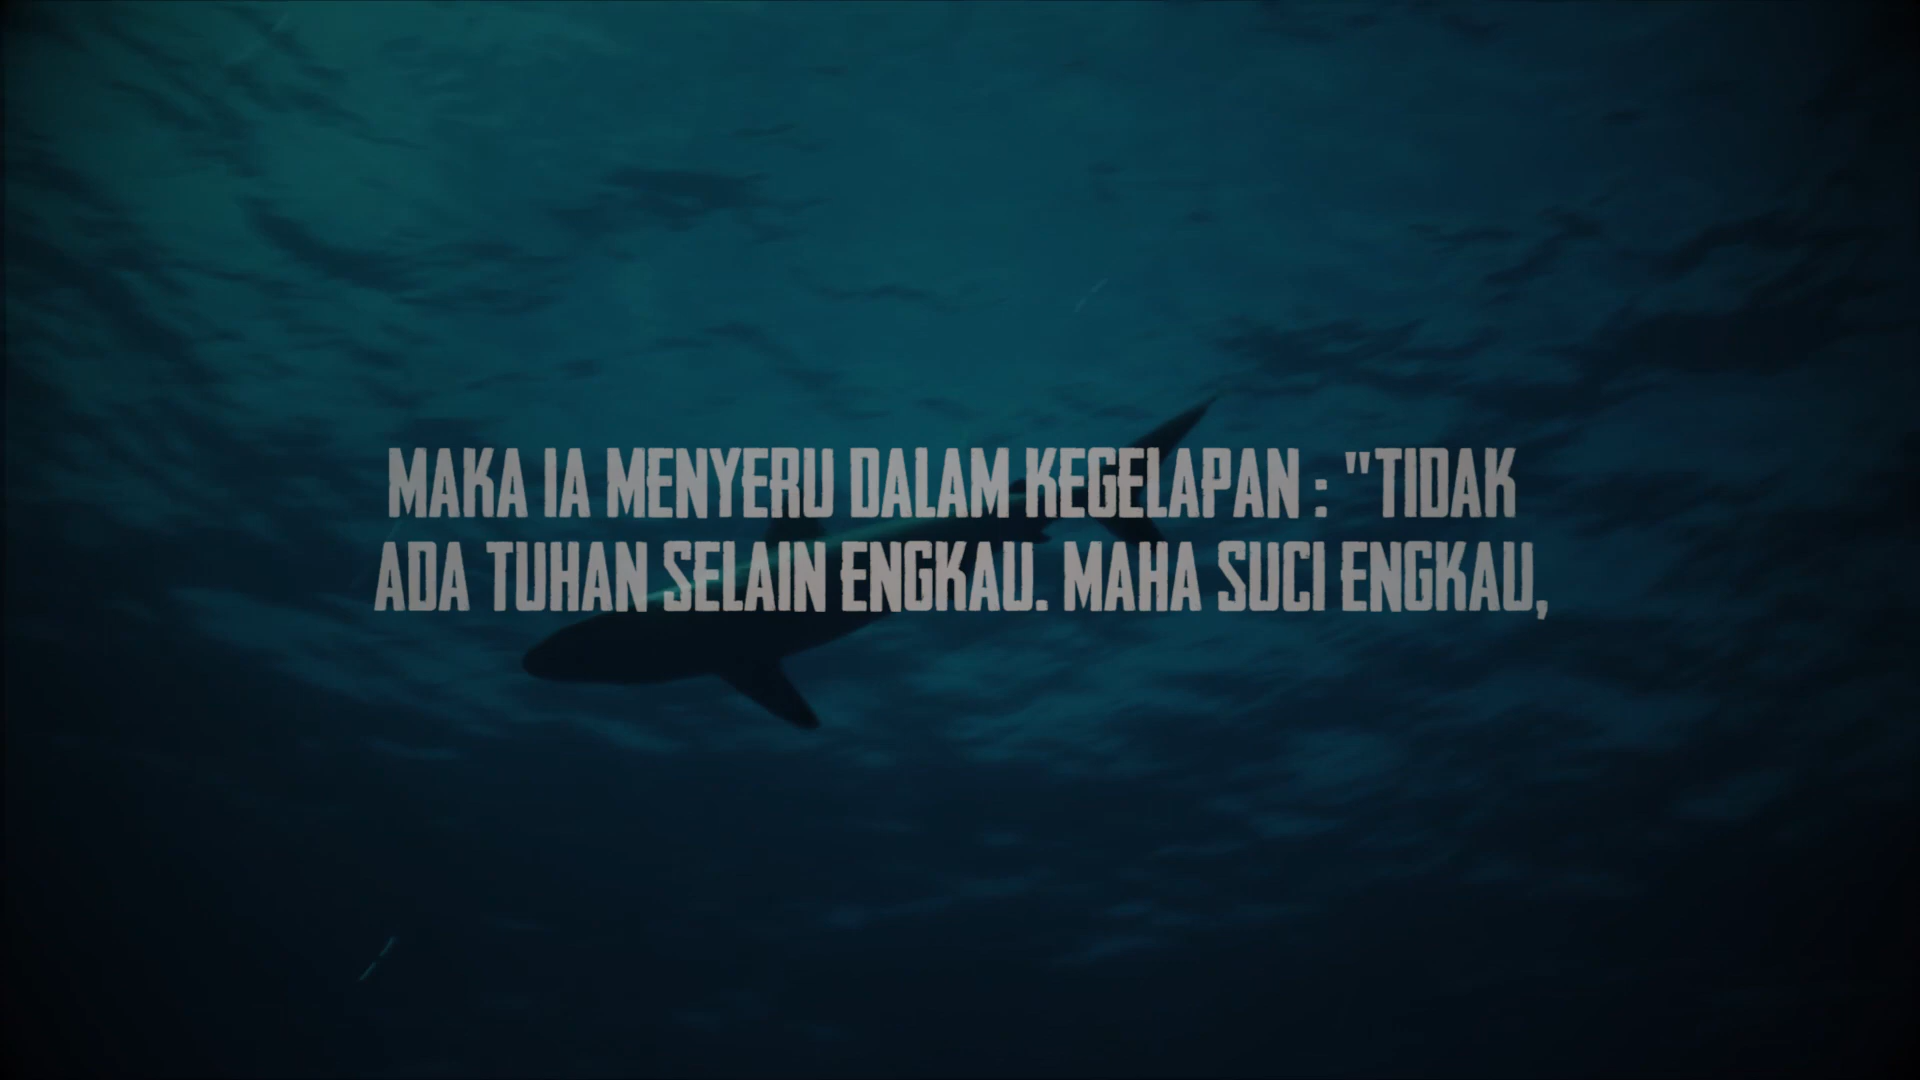 MAKA IA MENYERU DALAM KEGELAPAN : "TIDAK
ADA TUHAN SELAIN ENGKAU. MAHA SUCI ENGKAU,